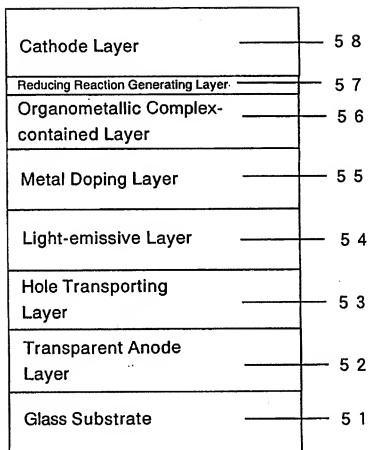 Cathode Layer 58
Reducing Reaction Generating Layer 57
Organometallic Complex-
contained Layer 56
Metal Doping Layer 55
Light-emissive Layer 54
Hole Transporting
Layer 53
Transparent Anode
Layer 52
Glass Substrate 51